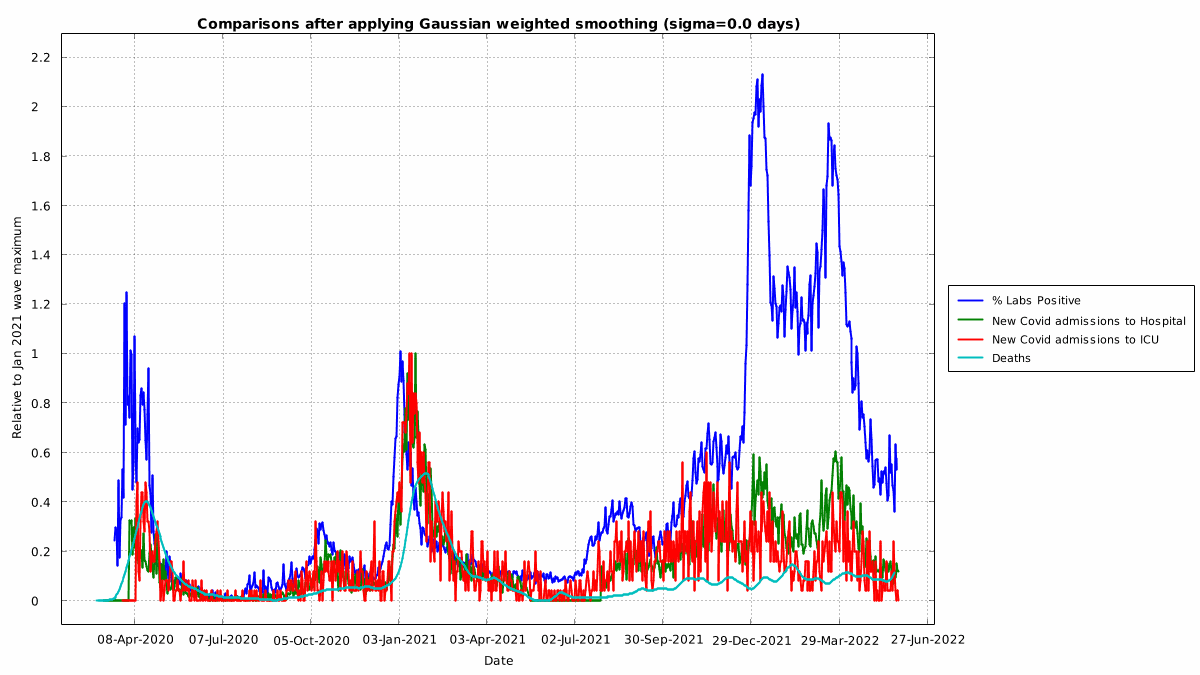 Comparisons after applying Gaussian weighted smoothing (sigma=0.0 days)
Relative to Jan 2021 wave maximum
2.2
2
1.8
1.6
1.4
1.2
1
0.8
0.6
0.4
0.2
0
08-Apr-2020 07-Jul-2020 05-Oct-2020 03-Jan-2021 03-Apr-2021 02-Jul-2021 30-Sep-2021 29-Dec-2021 29-Mar-2022 27-Jun-2022
Date
% Labs Positive
New Covid admissions to Hospital
New Covid admissions to ICU
Deaths